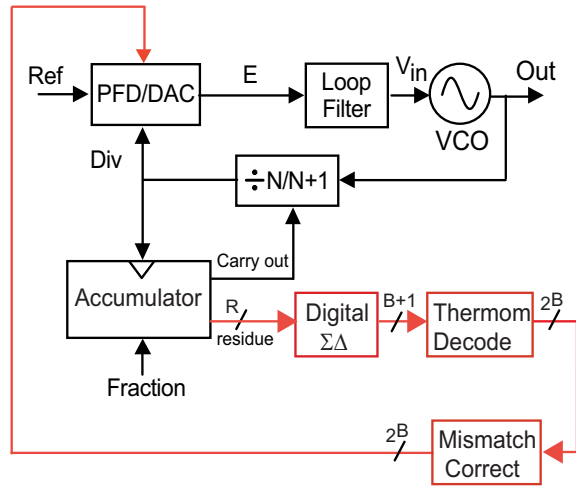 Ref
PFD/DAC
E
Loop
Filter
Vin
Out
VCO
Div
÷N/N+1
Carry out
Accumulator
R
residue
Digital
ΣΔ
B+1
Thermom
Decode
2B
Fraction
2B
Mismatch
Correct